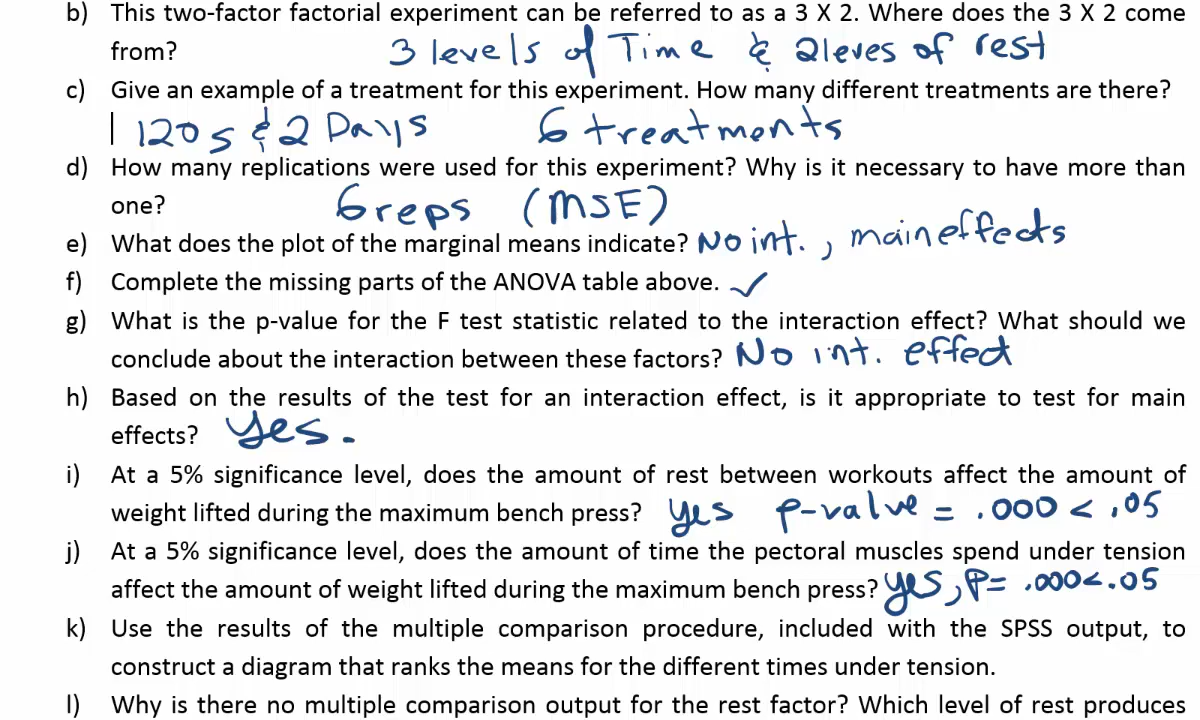 b) This two-factor factorial experiment can be referred to as a 3 X 2. Where does the 3 X 2 come
from? 3 levels of Time & 2leves of rest
c) Give an example of a treatment for this experiment. How many different treatments are there?
120s & 2 Days 6 treatments
d) How many replications were used for this experiment? Why is it necessary to have more than
one? 6reps (MSE)
e) What does the plot of the marginal means indicate? No int., main effects
f) Complete the missing parts of the ANOVA table above. ✓
g) What is the p-value for the F test statistic related to the interaction effect? What should we
conclude about the interaction between these factors? No int. effect
h) Based on the results of the test for an interaction effect, is it appropriate to test for main
effects? Yes.
i) At a 5% significance level, does the amount of rest between workouts affect the amount of
weight lifted during the maximum bench press? yes p-value = .000 < .05
j) At a 5% significance level, does the amount of time the pectoral muscles spend under tension
affect the amount of weight lifted during the maximum bench press? yes, P= .000<.05
k) Use the results of the multiple comparison procedure, included with the SPSS output, to
construct a diagram that ranks the means for the different times under tension.
l) Why is there no multiple comparison output for the rest factor? Which level of rest produces